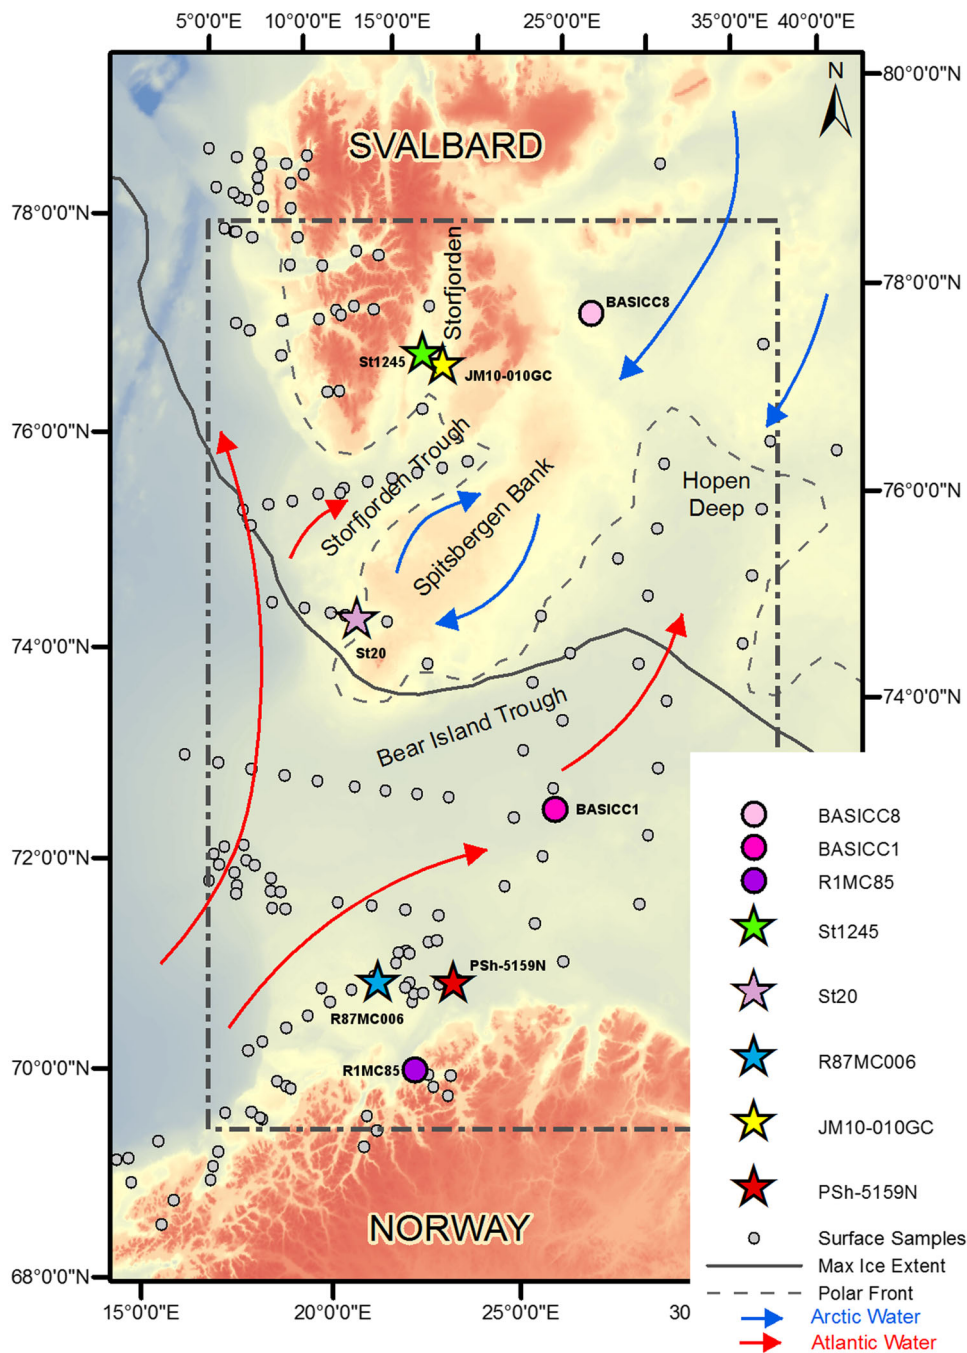 5°0'0"E 10°0'0"E 15°0'0"E 25°0'0"E 35°0'0"E 40°0'0"E
80°0'0"N
N
SVALBARD
78°0'0"N
Storfjorden
78°0'0"N
BASICC8
St1245
JM10-010GC
76°0'0"N
Storfjorden Trough
Spitsbergen Bank
Hopen
Deep
76°0'0"N
74°0'0"N
St20
74°0'0"N
Bear Island Trough
BASICC1
72°0'0"N
PSh-5159N
R87MC006
R1MC85
70°0'0"N
NORWAY
68°0'0"N
15°0'0"E 20°0'0"E 25°0'0"E 30
BASICC8
BASICC1
R1MC85
St1245
St20
R87MC006
JM10-010GC
PSh-5159N
Surface Samples
Max Ice Extent
Polar Front
Arctic Water
Atlantic Water